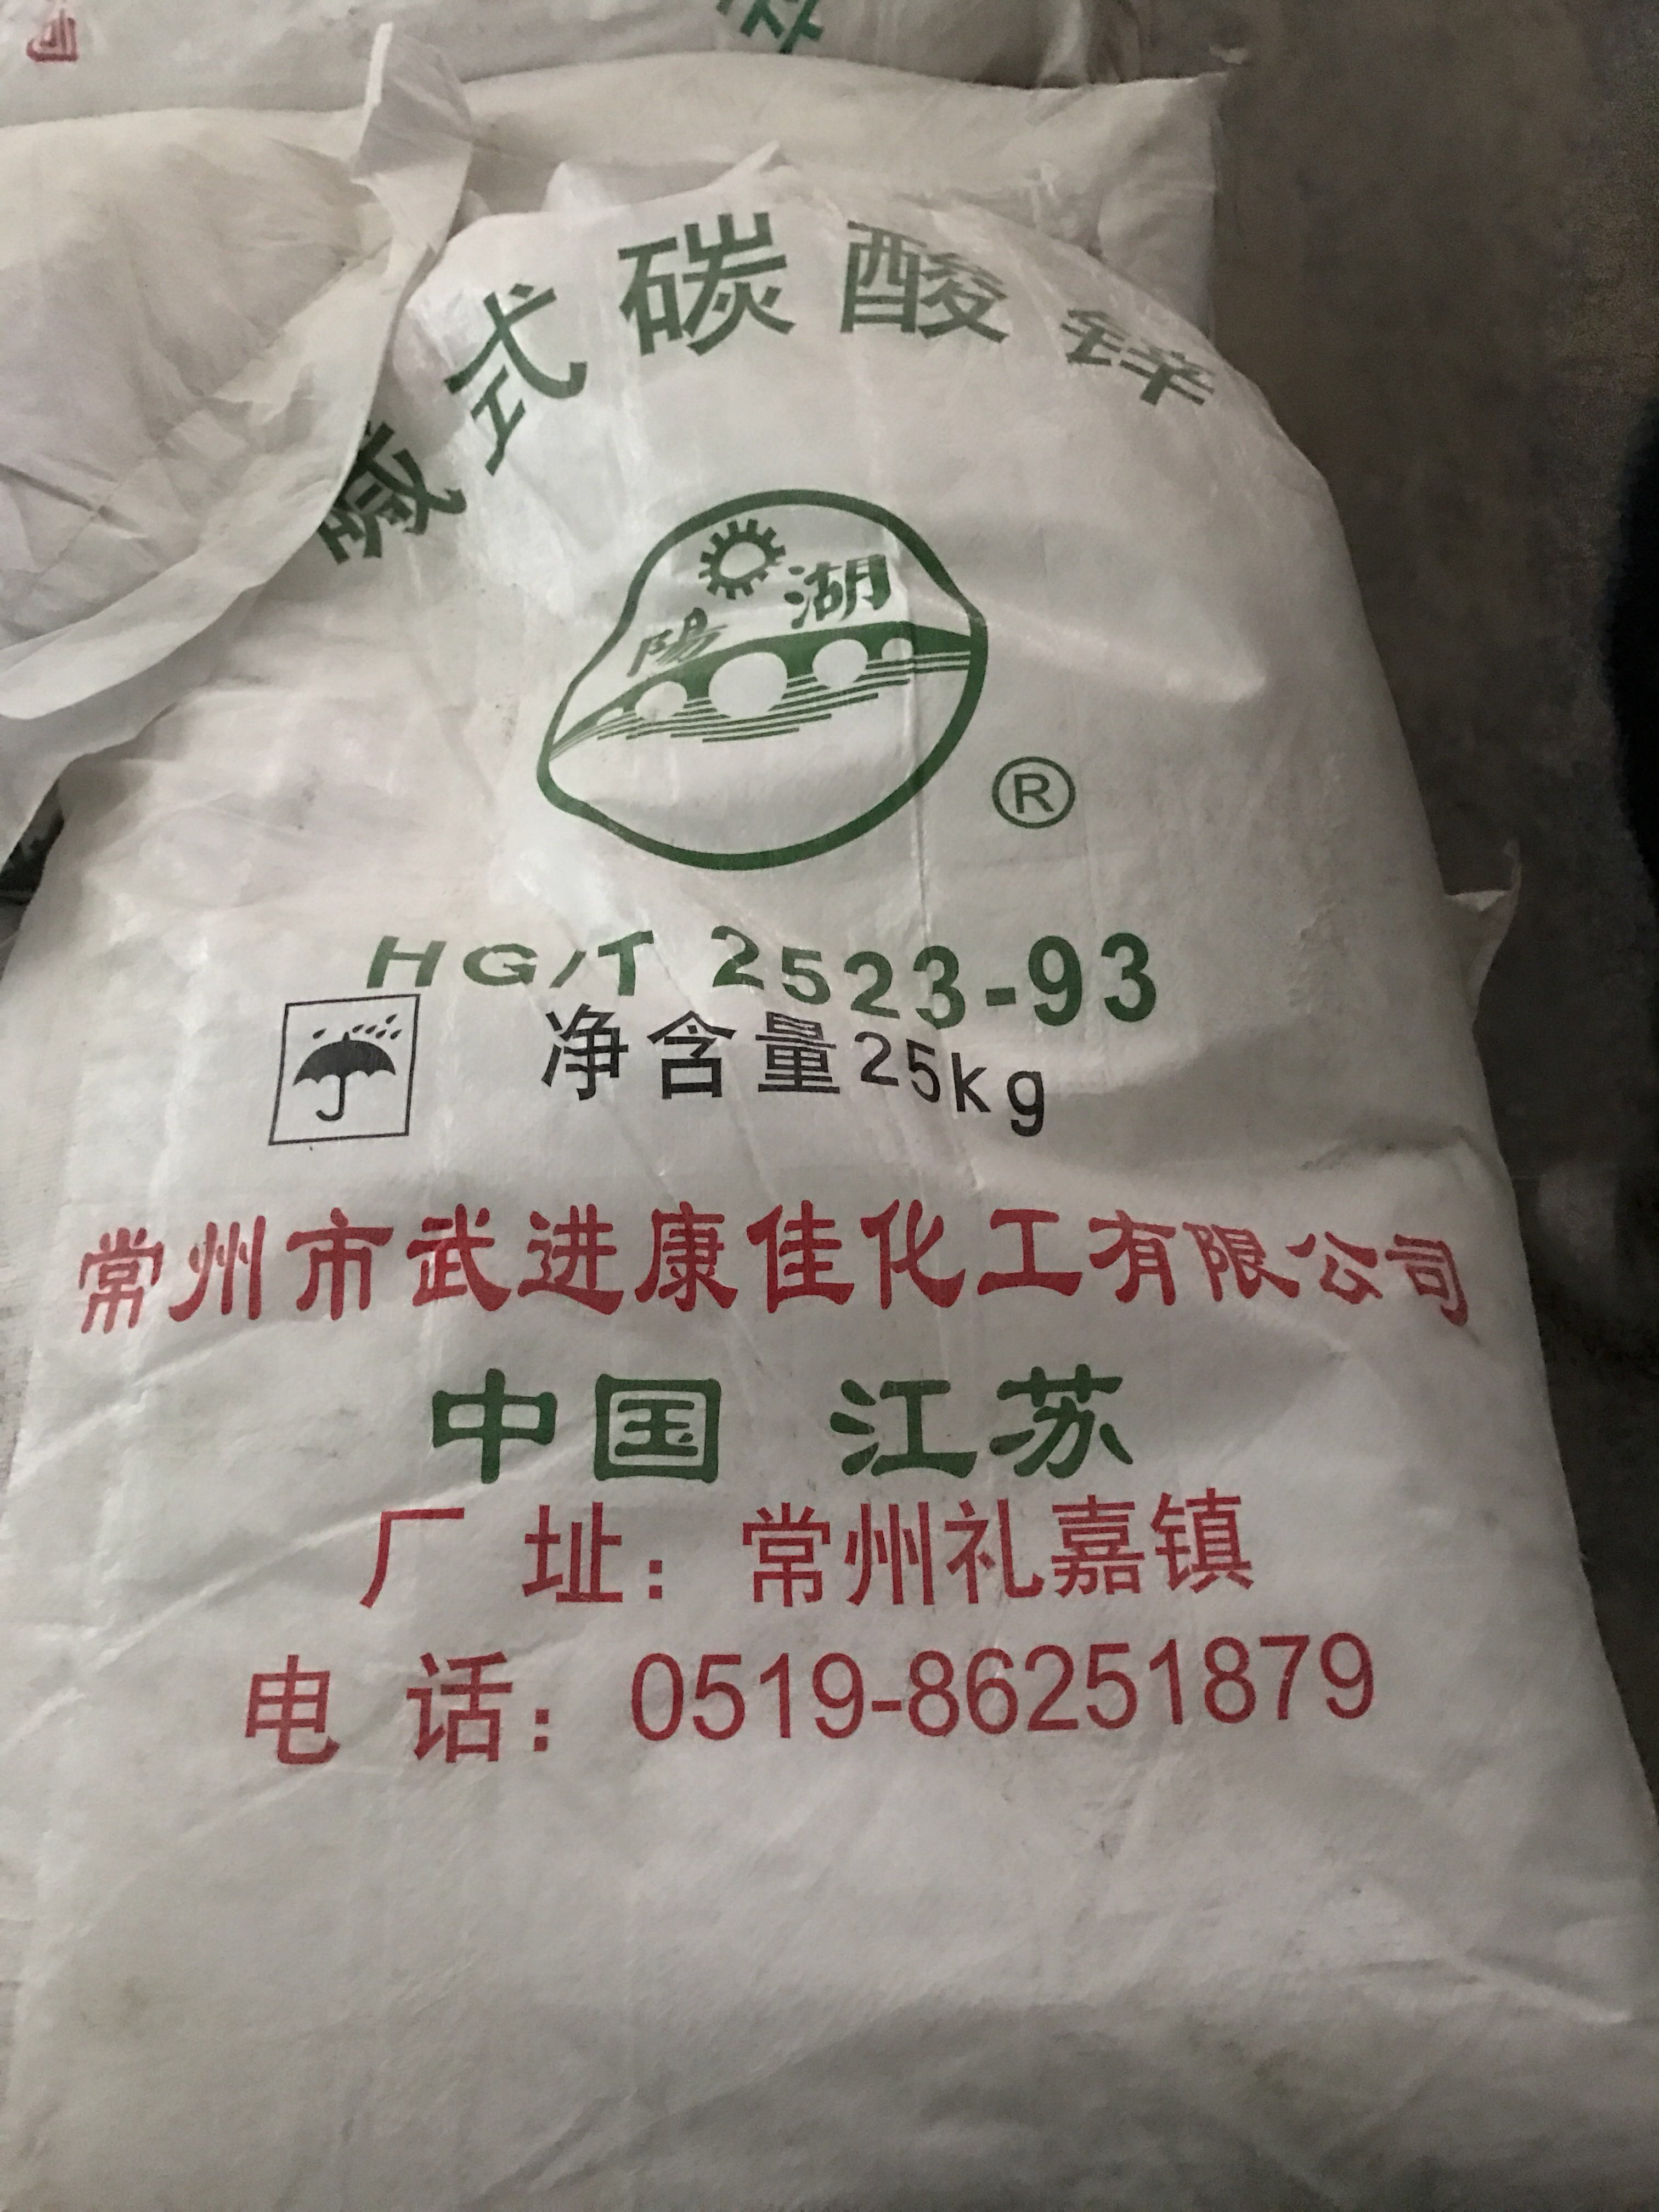 碱式碳酸锌
陽湖
®
HG/T 2523-93
净含量25kg
常州市武进康佳化工有限公司
中国 江苏
厂 址：常州礼嘉镇
电 话：0519-86251879